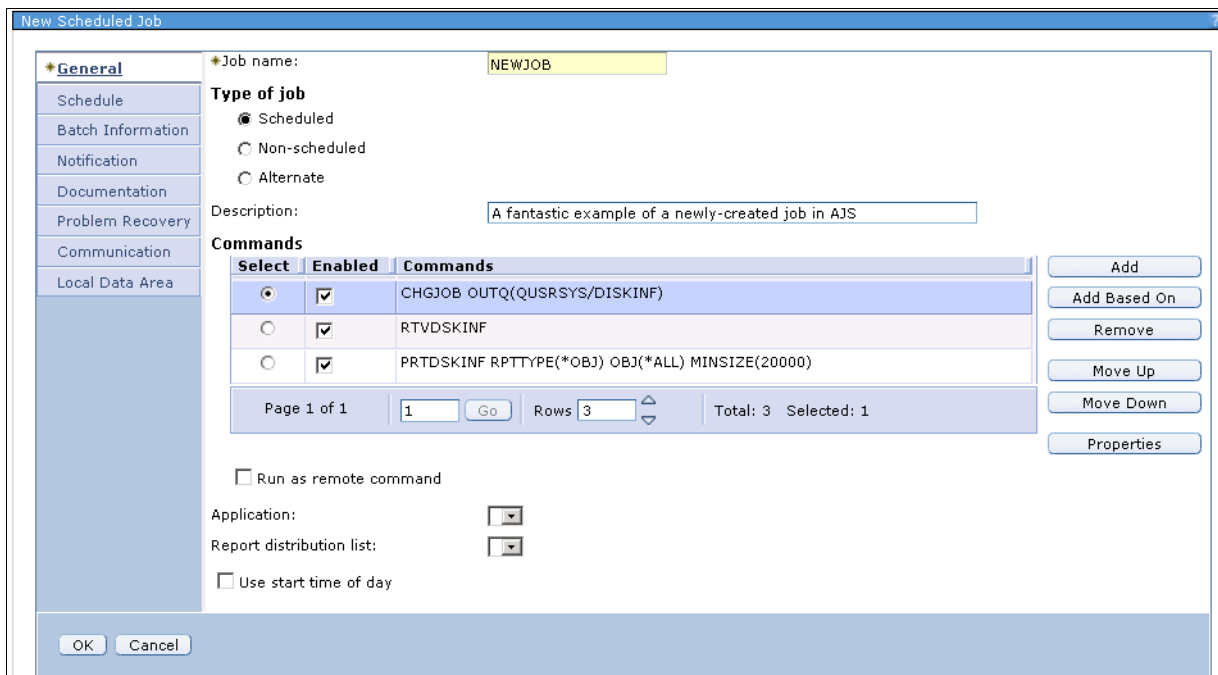 New Scheduled Job ?
*General
Schedule
Batch Information
Notification
Documentation
Problem Recovery
Communication
Local Data Area
*Job name: NEWJOB
Type of job
Scheduled
Non-scheduled
Alternate
Description: A fantastic example of a newly-created job in AJS
Commands
Select Enabled Commands
CHGJOB OUTQ(QUSRSYS/DISKINF)
RTVDSKINF
PRTDSKINF RPTTYPE(*OBJ) OBJ(*ALL) MINSIZE(20000)
Page 1 of 1 1 Go Rows 3 Total: 3 Selected: 1
Add
Add Based On
Remove
Move Up
Move Down
Properties
Run as remote command
Application:
Report distribution list:
Use start time of day
OK Cancel